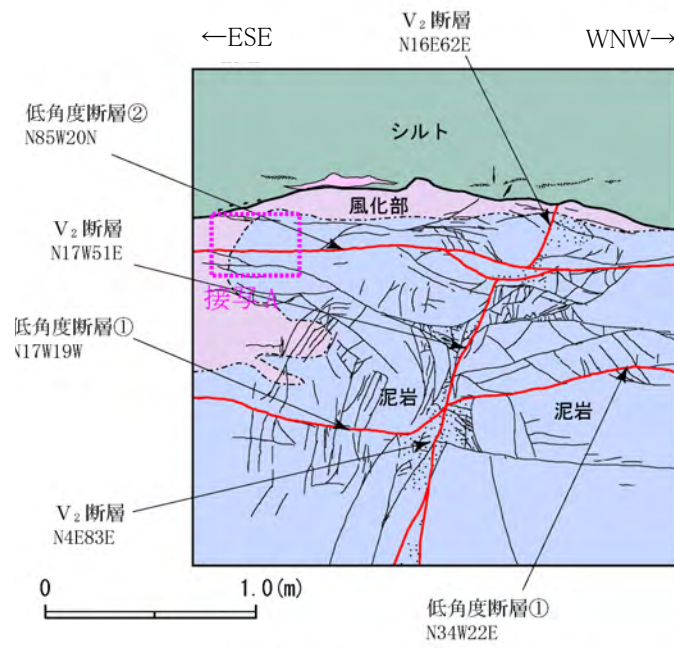 ←ESE
WNW→
V₂断層
N16E62E
低角度断層②
N85W20N
シルト
風化部
V₂断層
N17W51E
接写A
低角度断層①
N17W19W
泥岩
泥岩
V₂断層
N4E83E
0 1.0(m)
低角度断層①
N34W22E